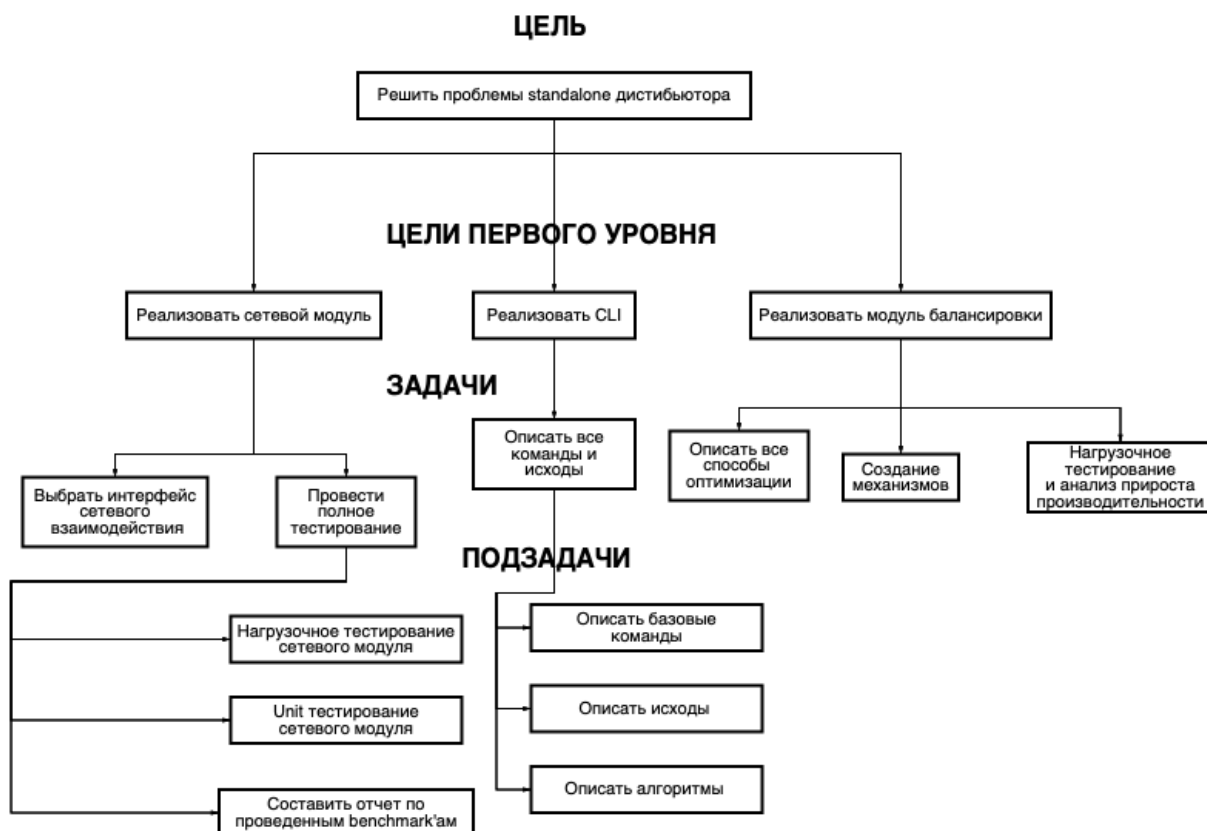 ЦЕЛЬ
Решить проблемы standalone дистибьютора
ЦЕЛИ ПЕРВОГО УРОВНЯ
Реализовать сетевой модуль
Реализовать CLI
Реализовать модуль балансировки
ЗАДАЧИ
Выбрать интерфейс
сетевого
взаимодействия
Провести
полное
тестирование
Описать все
команды и
исходы
Описать все
способы
оптимизации
Создание
механизмов
Нагрузочное
тестирование
и анализ прироста
производительности
ПОДЗАДАЧИ
Нагрузочное тестирование
сетевого модуля
Unit тестирование
сетевого модуля
Составить отчет по
проведенным benchmark'ам
Описать базовые
команды
Описать исходы
Описать алгоритмы